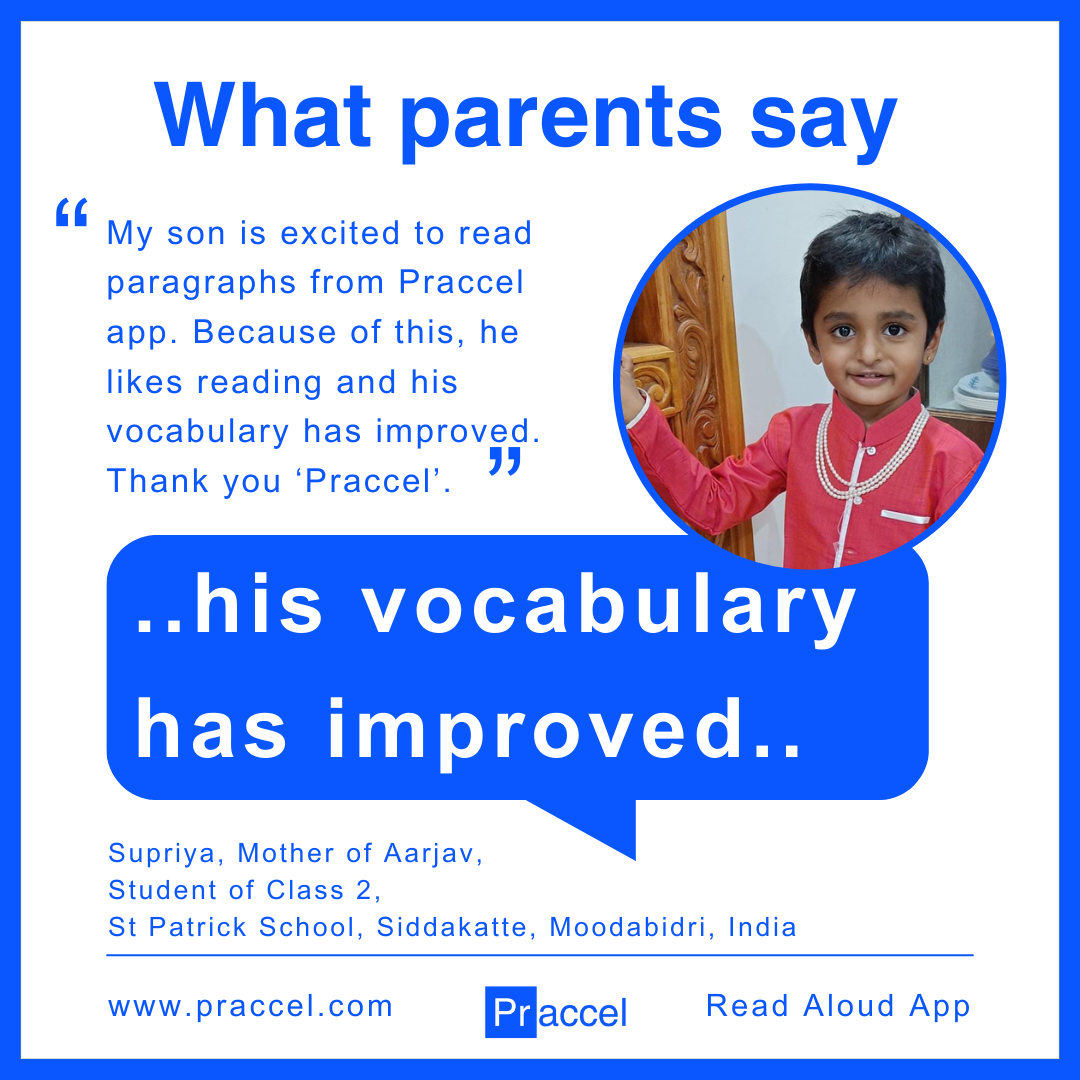 What parents say
“
My son is excited to read
paragraphs from Praccel
app. Because of this, he
likes reading and his
vocabulary has improved.
Thank you ‘Praccel’.
”
..his vocabulary
has improved..
Supriya, Mother of Aarjav,
Student of Class 2,
St Patrick School, Siddakatte, Moodabidri, India
www.praccel.com
Praccel
Read Aloud App